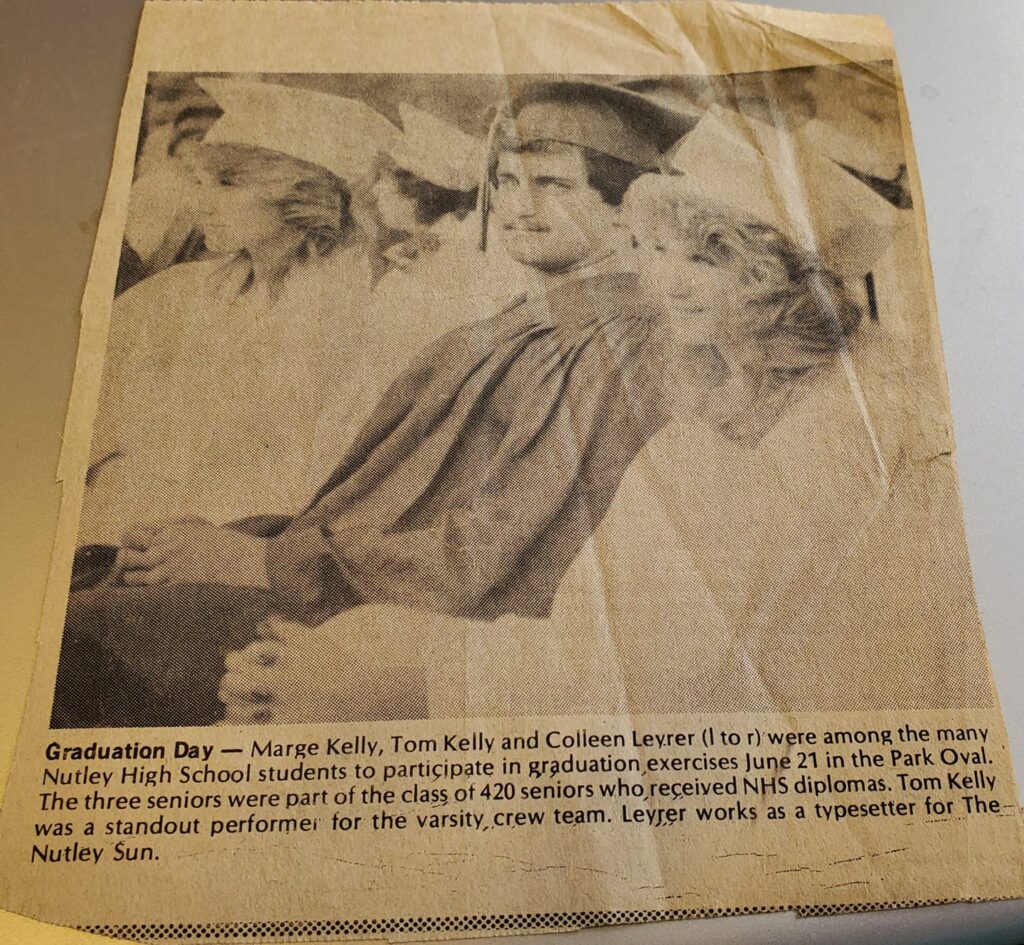 Graduation Day — Marge Kelly, Tom Kelly and Colleen Leyrer (l to r) were among the many
Nutley High School students to participate in graduation exercises June 21 in the Park Oval.
The three seniors were part of the class of 420 seniors who received NHS diplomas. Tom Kelly
was a standout performer for the varsity crew team. Leyrer works as a typesetter for The
Nutley Sun.